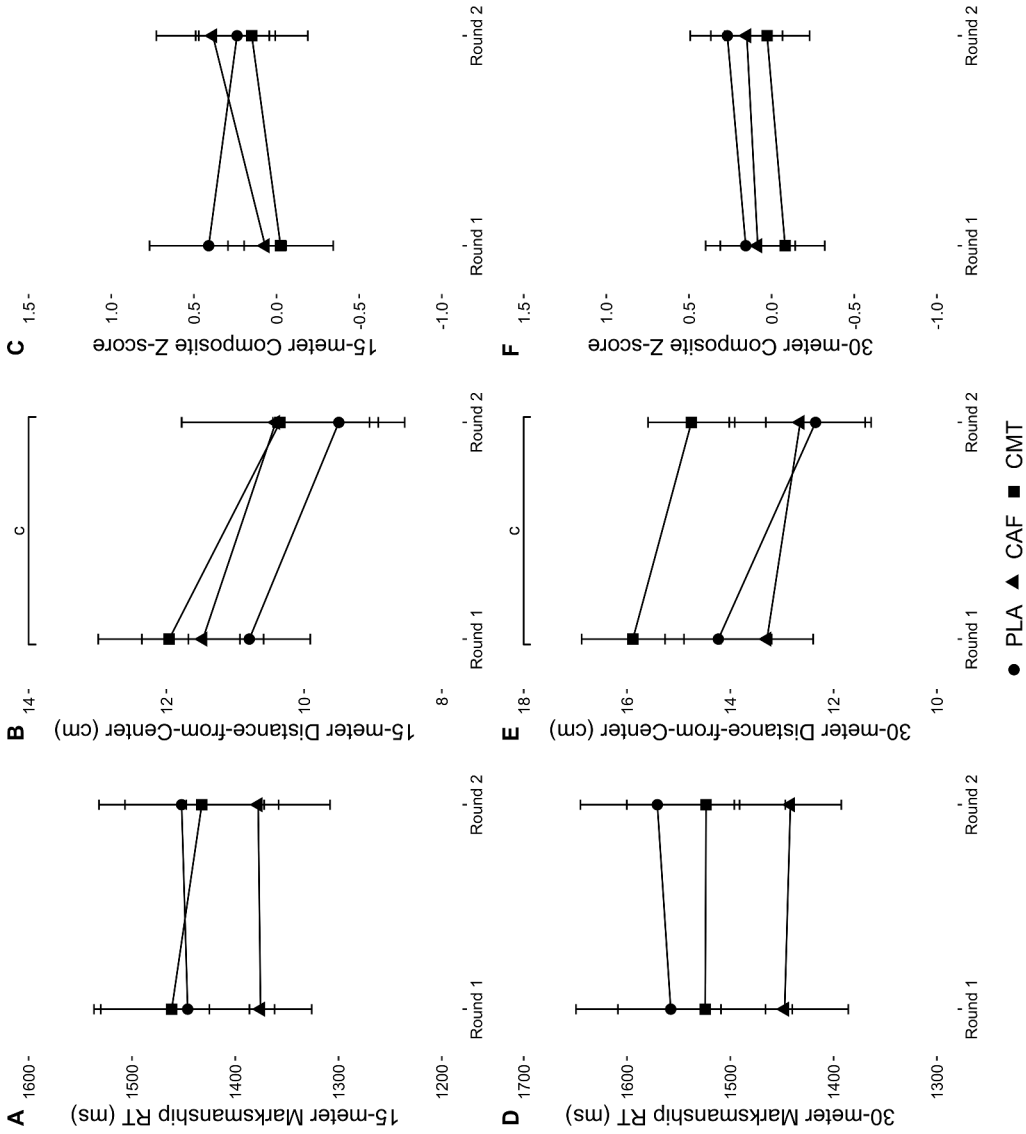 A
15-meter Marksmanship RT (ms)
1600
1500
1400
1300
1200
Round 1
Round 2
B
15-meter Distance-from-Center (cm)
14
12
10
8
c
Round 1
Round 2
C
15-meter Composite Z-score
1.5
1.0
0.5
0.0
-0.5
-1.0
Round 1
Round 2
D
30-meter Marksmanship RT (ms)
1700
1600
1500
1400
1300
Round 1
Round 2
E
30-meter Distance-from-Center (cm)
18
16
14
12
10
c
Round 1
Round 2
F
30-meter Composite Z-score
1.5
1.0
0.5
0.0
-0.5
-1.0
Round 1
Round 2
PLA CAF CMT